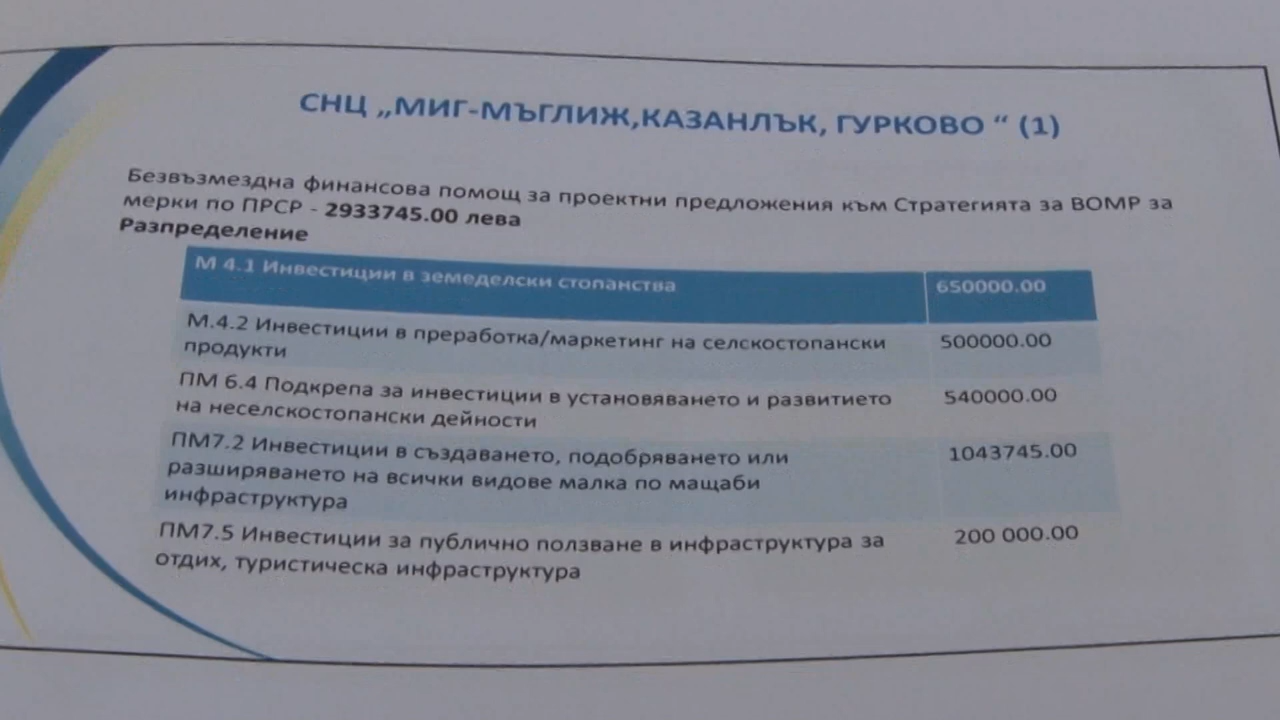 СНЦ „МИГ-МЪГЛИЖ,КАЗАНЛЪК, ГУРКОВО “ (1)
Безвъзмездна финансова помощ за проектни предложения към Стратегията за ВОМР за
мерки по ПРСР - 2933745.00 лева
Разпределение
М 4.1 Инвестиции в земеделски стопанства 650000.00
М.4.2 Инвестиции в преработка/маркетинг на селскостопански 500000.00
продукти
ПМ 6.4 Подкрепа за инвестиции в установяването и развитието 540000.00
на неселскостопански дейности
ПМ7.2 Инвестиции в създаването, подобряването или 1043745.00
разширяването на всички видове малка по мащаби
инфраструктура
ПМ7.5 Инвестиции за публично ползване в инфраструктура за 200 000.00
отдих, туристическа инфраструктура